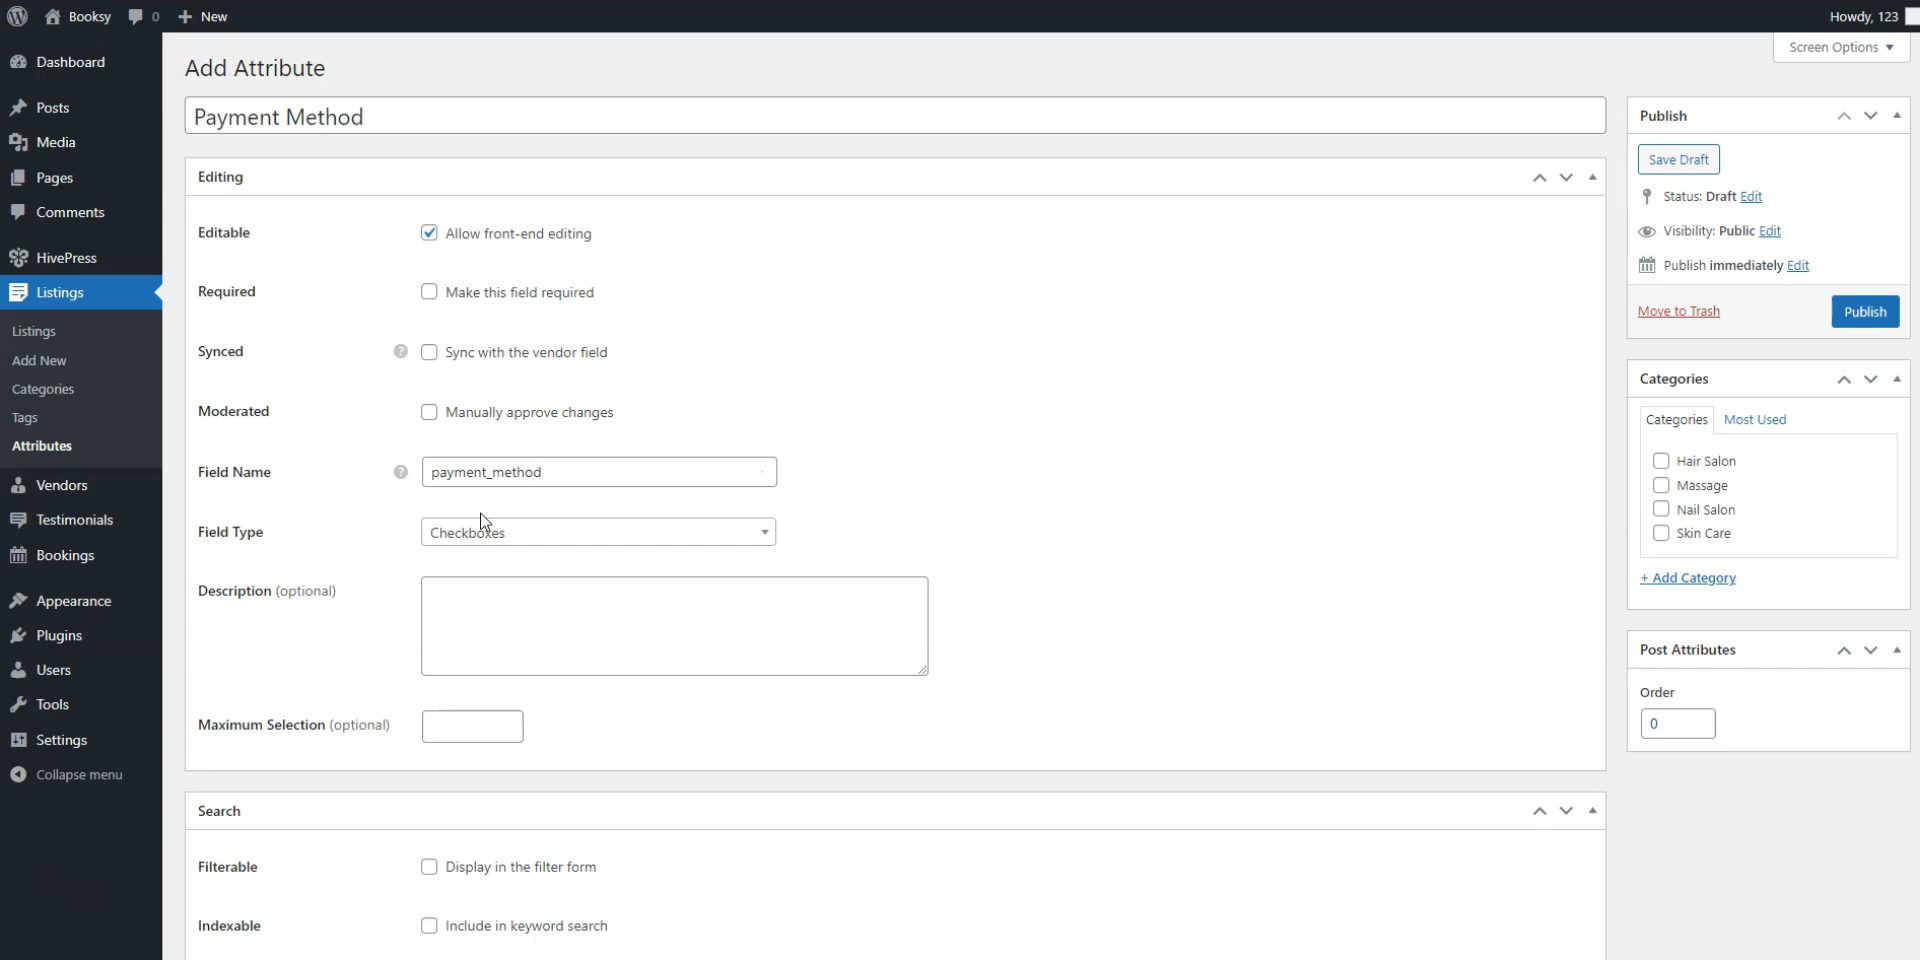 Booksy
0
New
Howdy, 123
Screen Options
Dashboard
Posts
Media
Pages
Comments
HivePress
Listings
Listings
Add New
Categories
Tags
Attributes
Vendors
Testimonials
Bookings
Appearance
Plugins
Users
Tools
Settings
Collapse menu
Add Attribute
Payment Method
Editing
Editable
Allow front-end editing
Required
Make this field required
Synced
? Sync with the vendor field
Moderated
Manually approve changes
Field Name
? payment_method
Field Type
Checkboxes
Description (optional)
Maximum Selection (optional)
Search
Filterable
Display in the filter form
Indexable
Include in keyword search
Publish
Save Draft
Status: Draft Edit
Visibility: Public Edit
Publish immediately Edit
Move to Trash
Publish
Categories
Categories
Most Used
Hair Salon
Massage
Nail Salon
Skin Care
+ Add Category
Post Attributes
Order
0